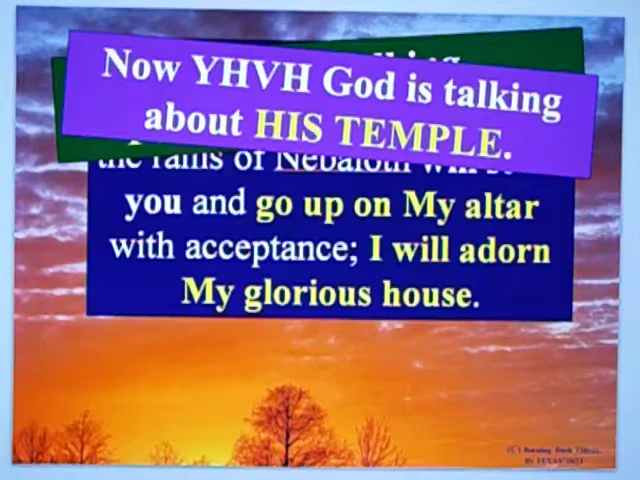 Now YHVH God is talking
about HIS TEMPLE.
the rams of Nebaioth will
you and go up on My altar
with acceptance; I will adorn
My glorious house.